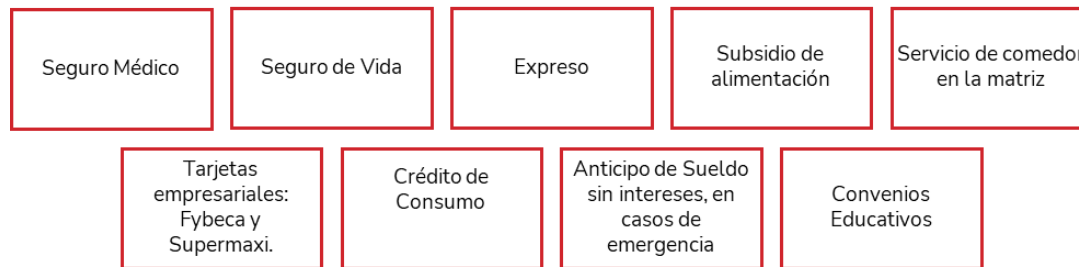 Seguro Médico
Seguro de Vida
Expreso
Subsidio de
alimentación
Servicio de comedor
en la matriz
Tarjetas
empresariales:
Fybeca y
Supermaxi.
Crédito de
Consumo
Anticipo de Sueldo
sin intereses, en
casos de
emergencia
Convenios
Educativos